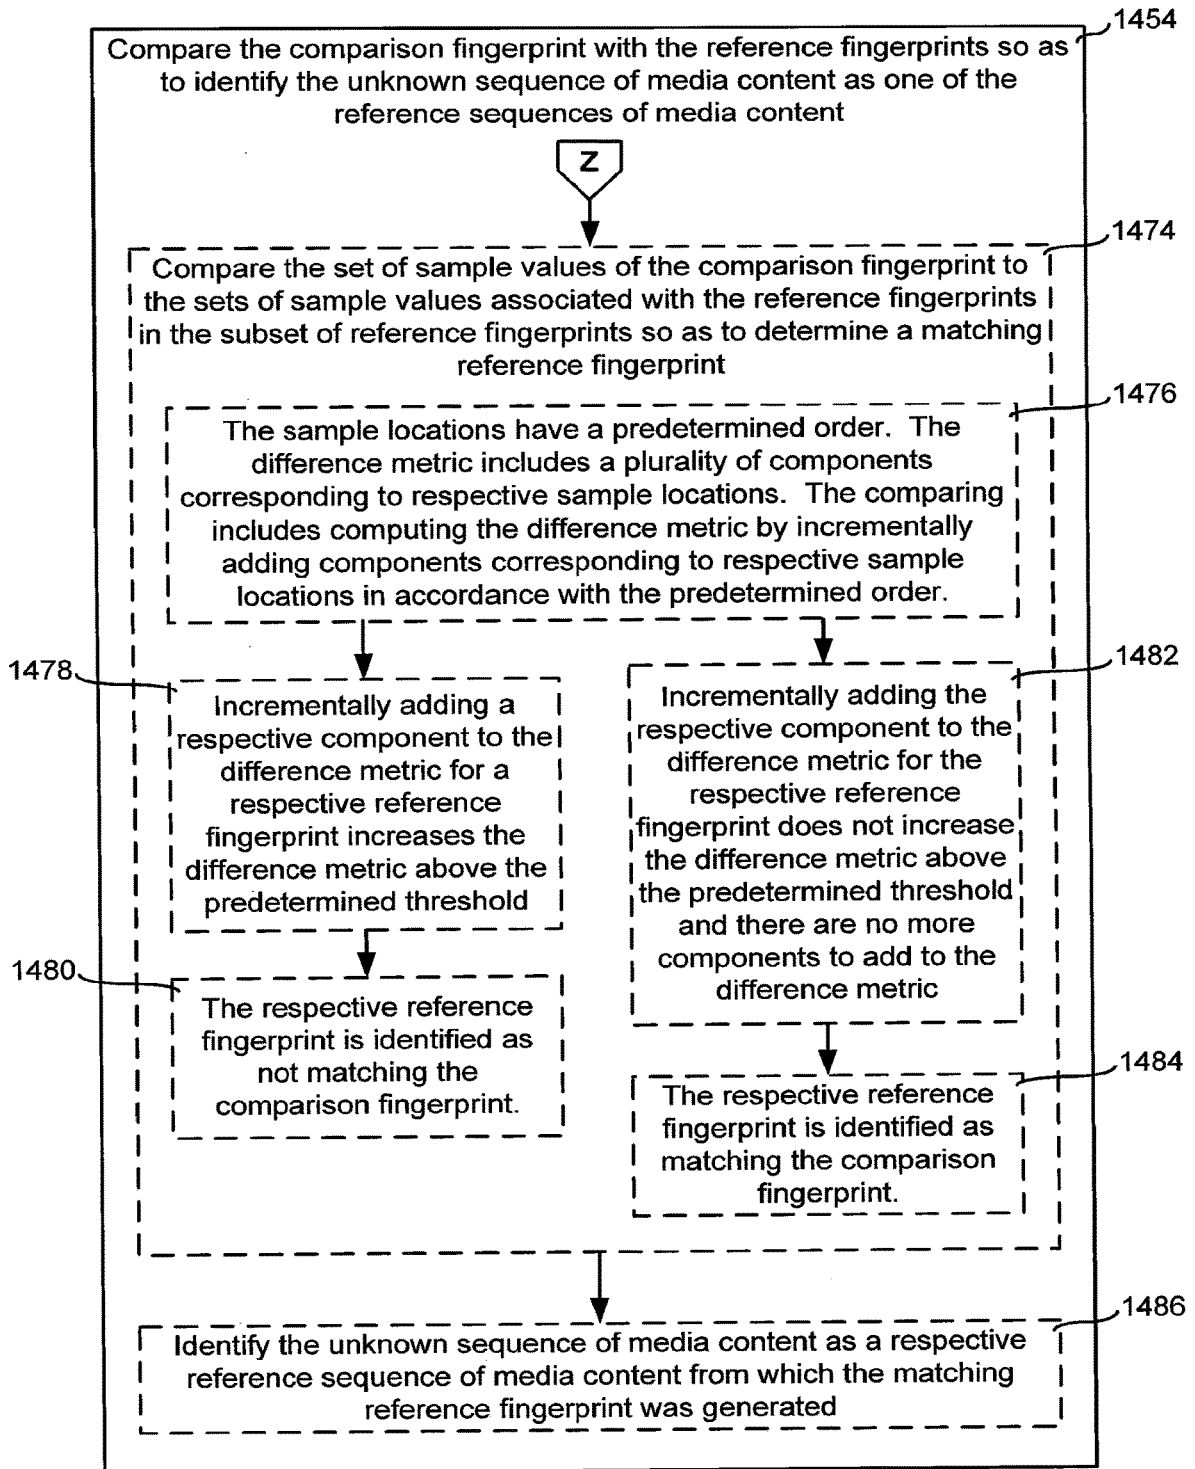 1454
Compare the comparison fingerprint with the reference fingerprints so as
to identify the unknown sequence of media content as one of the
reference sequences of media content
Z
1474
Compare the set of sample values of the comparison fingerprint to
the sets of sample values associated with the reference fingerprints
in the subset of reference fingerprints so as to determine a matching
reference fingerprint
1476
The sample locations have a predetermined order. The
difference metric includes a plurality of components
corresponding to respective sample locations. The comparing
includes computing the difference metric by incrementally
adding components corresponding to respective sample
locations in accordance with the predetermined order.
1478
Incrementally adding a
respective component to the
difference metric for a
respective reference
fingerprint increases the
difference metric above the
predetermined threshold
1480
The respective reference
fingerprint is identified as
not matching the
comparison fingerprint.
1482
Incrementally adding the
respective component to the
difference metric for the
respective reference
fingerprint does not increase
the difference metric above
the predetermined threshold
and there are no more
components to add to the
difference metric
1484
The respective reference
fingerprint is identified as
matching the comparison
fingerprint.
1486
Identify the unknown sequence of media content as a respective
reference sequence of media content from which the matching
reference fingerprint was generated